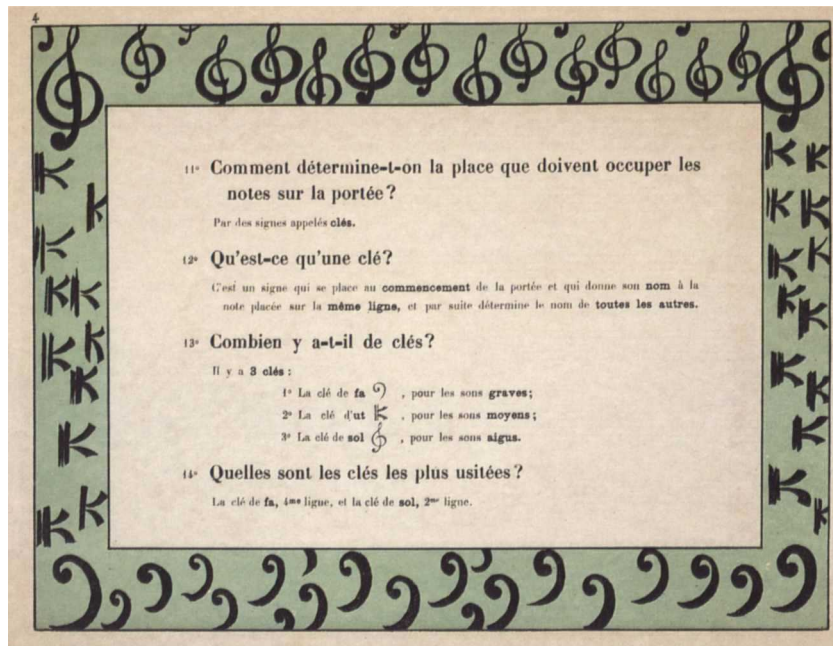 4
11° Comment détermine-t-on la place que doivent occuper les
notes sur la portée?
Par des signes appelés clés.
12° Qu'est-ce qu'une clé?
C'est un signe qui se place au commencement de la portée et qui donne son nom à la
note placée sur la même ligne, et par suite détermine le nom de toutes les autres.
13° Combien y a-t-il de clés?
Il y a 3 clés :
1° La clé de fa , pour les sons graves;
2° La clé d'ut , pour les sons moyens;
3° La clé de sol , pour les sons aigus.
14° Quelles sont les clés les plus usitées?
La clé de fa, 4me ligne, et la clé de sol, 2me ligne.